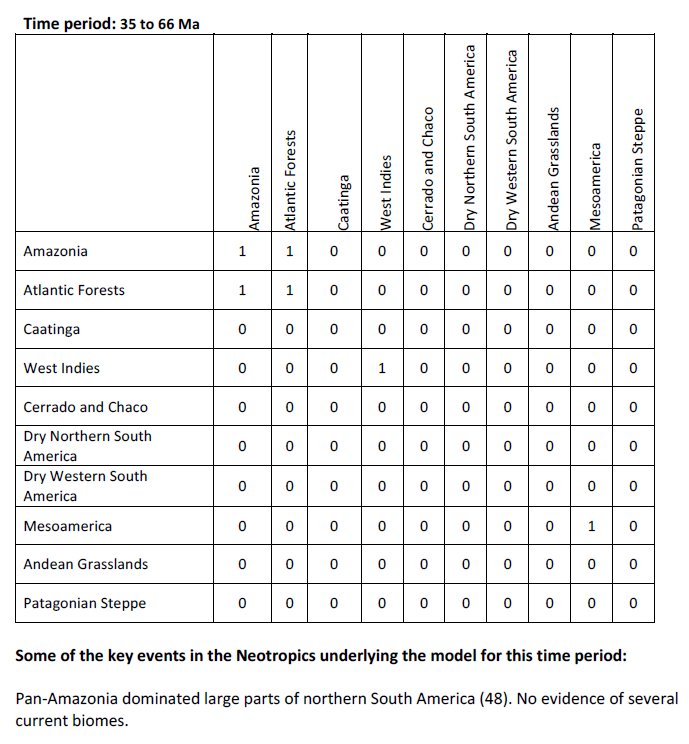 Time period: 35 to 66 Ma
Amazonia
Atlantic Forests
Caatinga
West Indies
Cerrado and Chaco
Dry Northern South America
Dry Western South America
Andean Grasslands
Mesoamerica
Patagonian Steppe
Amazonia 1 1 0 0 0 0 0 0 0 0
Atlantic Forests 1 1 0 0 0 0 0 0 0 0
Caatinga 0 0 0 0 0 0 0 0 0 0
West Indies 0 0 0 1 0 0 0 0 0 0
Cerrado and Chaco 0 0 0 0 0 0 0 0 0 0
Dry Northern South
America 0 0 0 0 0 0 0 0 0 0
Dry Western South
America 0 0 0 0 0 0 0 0 0 0
Mesoamerica 0 0 0 0 0 0 0 0 1 0
Andean Grasslands 0 0 0 0 0 0 0 0 0 0
Patagonian Steppe 0 0 0 0 0 0 0 0 0 0
Some of the key events in the Neotropics underlying the model for this time period:
Pan-Amazonia dominated large parts of northern South America (48). No evidence of several
current biomes.